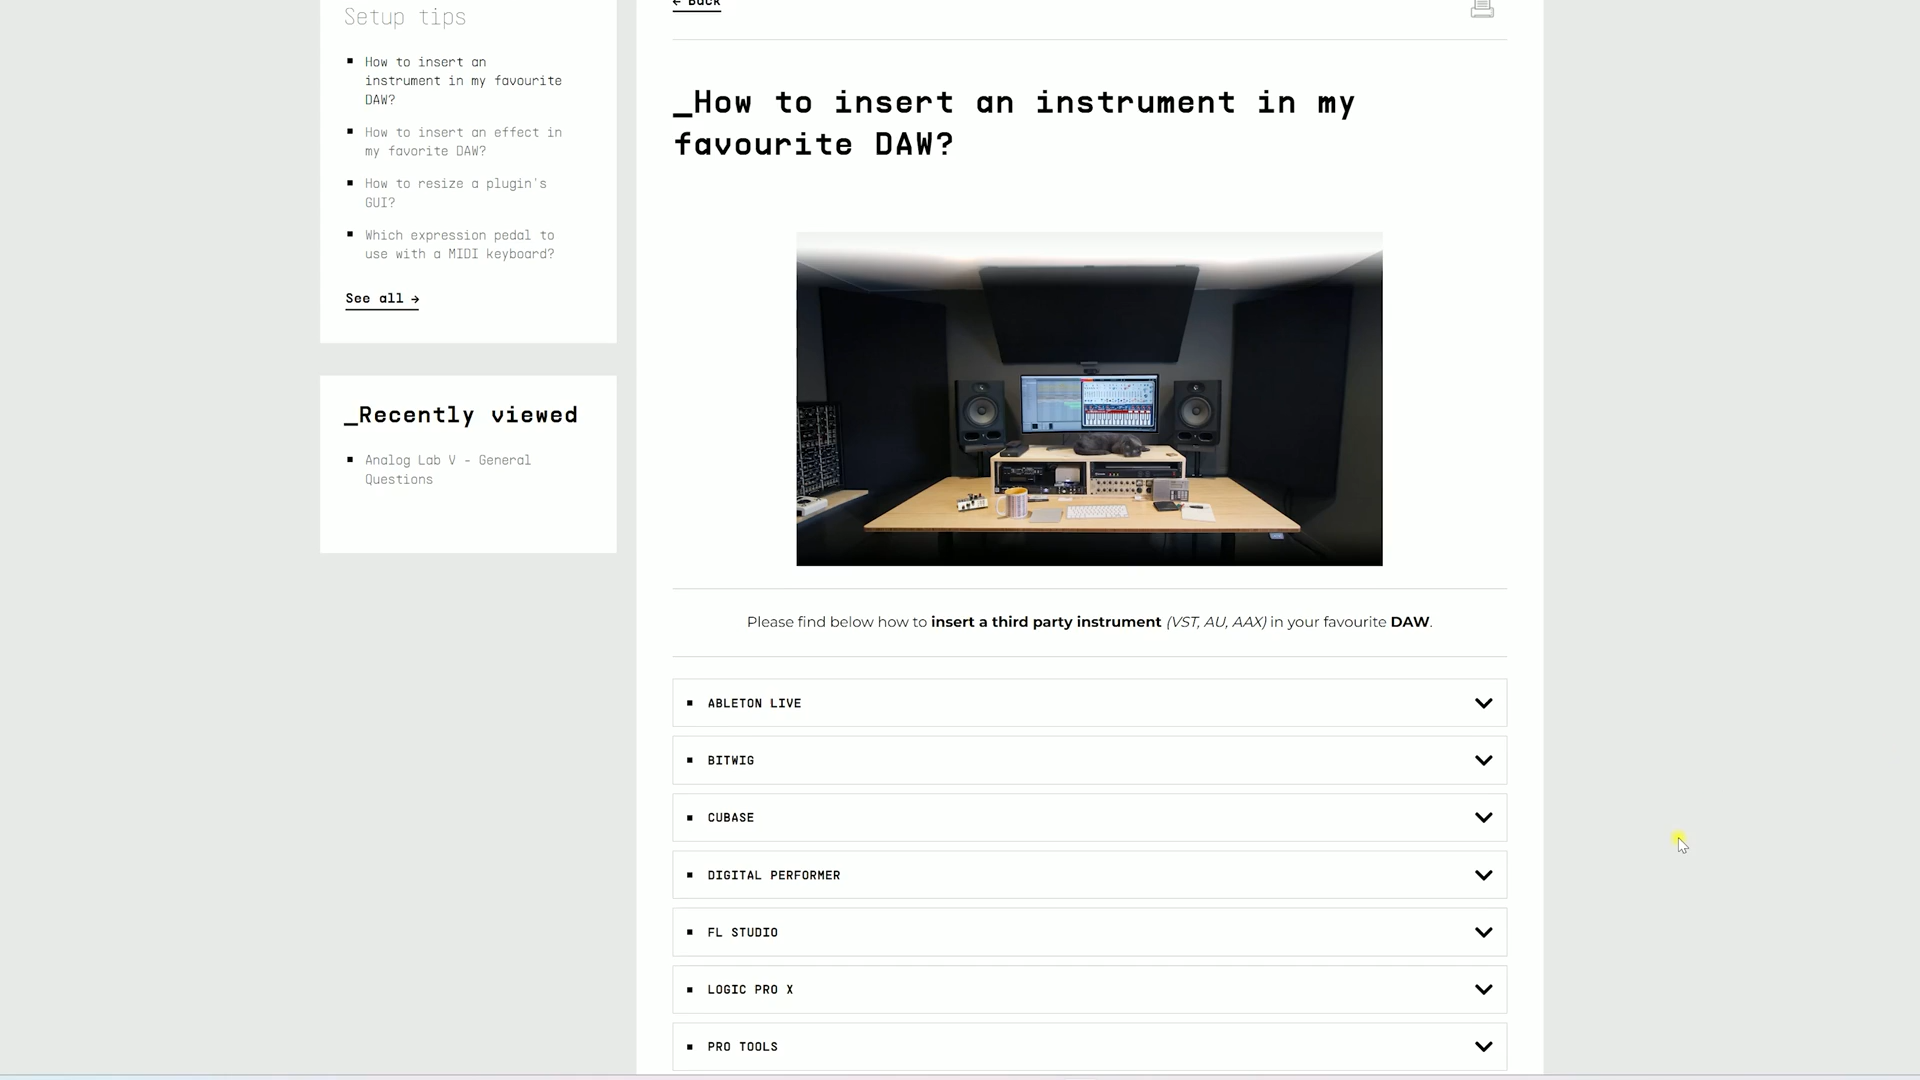 Setup tips
How to insert an
instrument in my favourite
DAW?
How to insert an effect in
my favorite DAW?
How to resize a plugin's
GUI?
Which expression pedal to
use with a MIDI keyboard?
See all →
_Recently viewed
Analog Lab V - General
Questions
← Back
_How to insert an instrument in my
favourite DAW?
Please find below how to insert a third party instrument (VST, AU, AAX) in your favourite DAW.
ABLETON LIVE
BITWIG
CUBASE
DIGITAL PERFORMER
FL STUDIO
LOGIC PRO X
PRO TOOLS